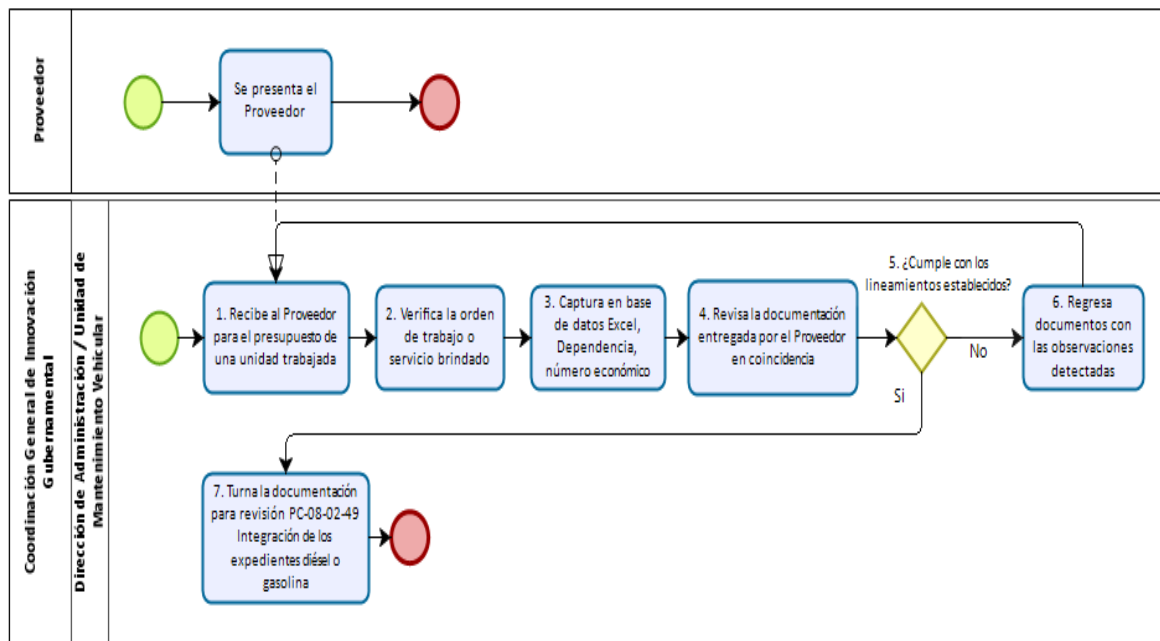 Proveedor
Se presenta el
Proveedor
Coordinación General de Innovación
Gubernamental
Dirección de Administración / Unidad de
Mantenimiento Vehicular
1. Recibe al Proveedor
para el presupuesto de
una unidad trabajada
2. Verifica la orden
de trabajo o
servicio brindado
3. Captura en base
de datos Excel,
Dependencia,
número económico
4. Revisa la documentación
entregada por el Proveedor
en coincidencia
5. ¿Cumple con los
lineamientos establecidos?
No
Si
6. Regresa
documentos con
las observaciones
detectadas
7. Turna la documentación
para revisión PC-08-02-49
Integración de los
expedientes diésel o
gasolina